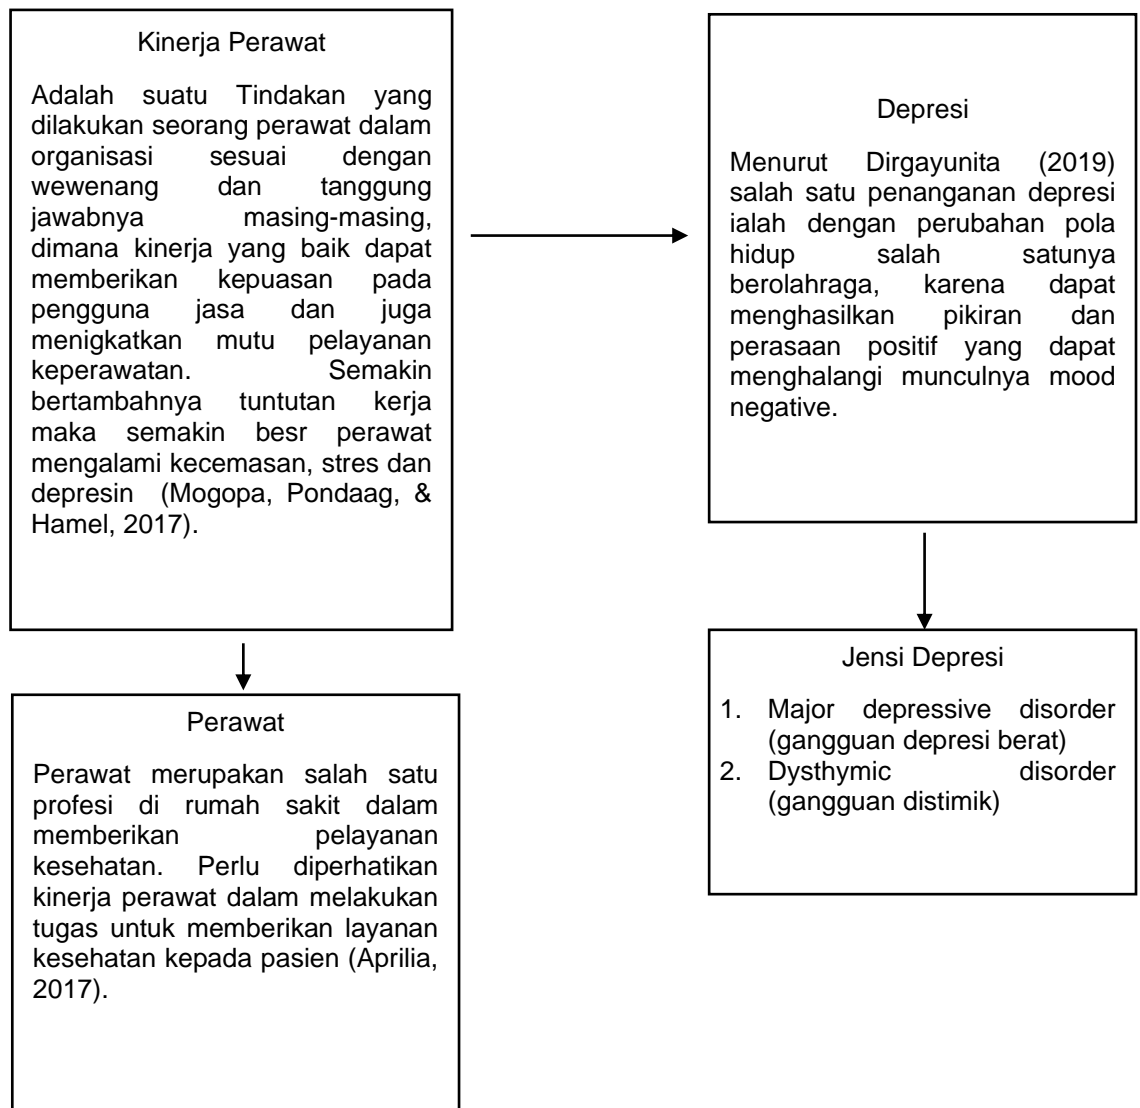 Kinerja Perawat
Adalah suatu Tindakan yang
dilakukan seorang perawat dalam
organisasi sesuai dengan
wewenang dan tanggung
jawabnya masing-masing,
dimana kinerja yang baik dapat
memberikan kepuasan pada
pengguna jasa dan juga
menigkatkan mutu pelayanan
keperawatan. Semakin
bertambahnya tuntutan kerja
maka semakin besr perawat
mengalami kecemasan, stres dan
depresin (Mogopa, Pondaag, &
Hamel, 2017).
Depresi
Menurut Dirgayunita (2019)
salah satu penanganan depresi
ialah dengan perubahan pola
hidup salah satunya
berolahraga, karena dapat
menghasilkan pikiran dan
perasaan positif yang dapat
menghalangi munculnya mood
negative.
Perawat
Perawat merupakan salah satu
profesi di rumah sakit dalam
memberikan pelayanan
kesehatan. Perlu diperhatikan
kinerja perawat dalam melakukan
tugas untuk memberikan layanan
kesehatan kepada pasien (Aprilia,
2017).
Jensi Depresi
1. Major depressive disorder
(gangguan depresi berat)
2. Dysthymic disorder
(gangguan distimik)